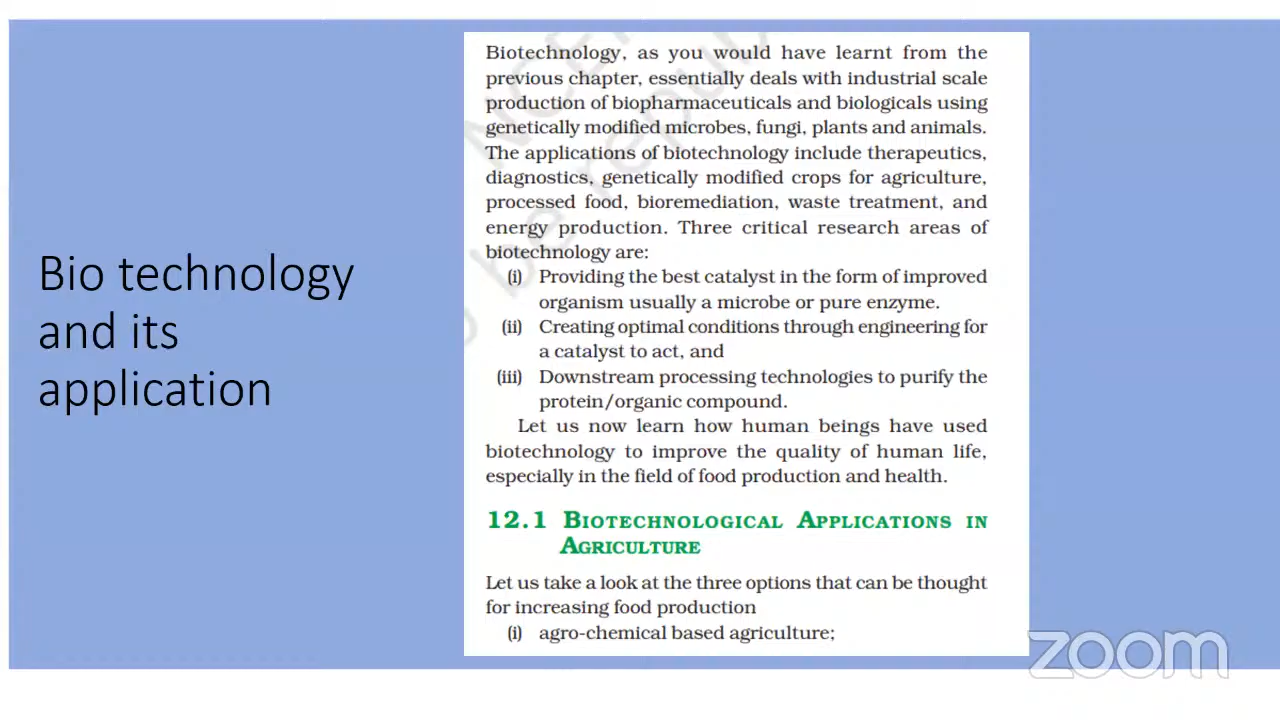 Bio technology
and its
application
Biotechnology, as you would have learnt from the
previous chapter, essentially deals with industrial scale
production of biopharmaceuticals and biologicals using
genetically modified microbes, fungi, plants and animals.
The applications of biotechnology include therapeutics,
diagnostics, genetically modified crops for agriculture,
processed food, bioremediation, waste treatment, and
energy production. Three critical research areas of
biotechnology are:
(i) Providing the best catalyst in the form of improved
organism usually a microbe or pure enzyme.
(ii) Creating optimal conditions through engineering for
a catalyst to act, and
(iii) Downstream processing technologies to purify the
protein/organic compound.
Let us now learn how human beings have used
biotechnology to improve the quality of human life,
especially in the field of food production and health.
12.1 BIOTECHNOLOGICAL APPLICATIONS IN
AGRICULTURE
Let us take a look at the three options that can be thought
for increasing food production
(i) agro-chemical based agriculture;
zoom